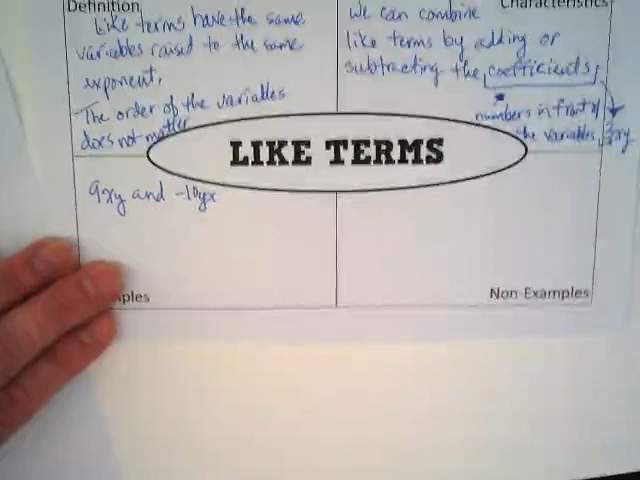 Definition
Like terms have the same
variables raised to the same
exponent.
The order of the variables
does not matter
Characteristics
We can combine
like terms by adding or
subtracting the coefficients
numbers in front of
the variables, 3xy
LIKE TERMS
9xy and -10yx
ples
Non-Examples